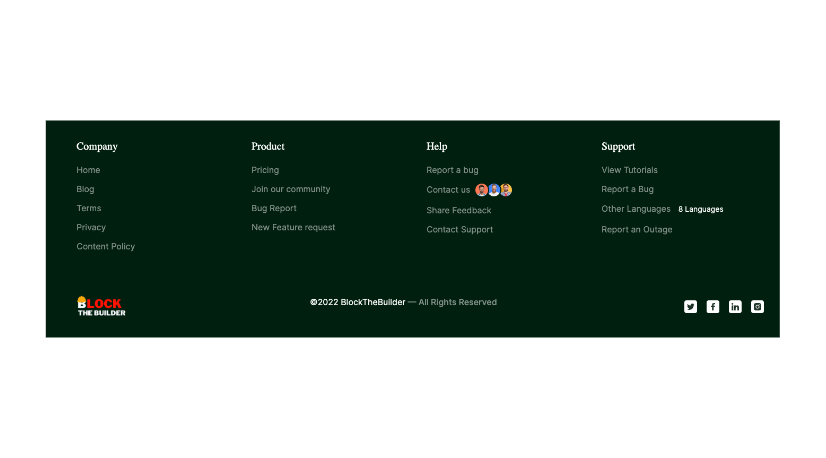 Company
Home
Blog
Terms
Privacy
Content Policy
Product
Pricing
Join our community
Bug Report
New Feature request
Help
Report a bug
Contact us
Share Feedback
Contact Support
Support
View Tutorials
Report a Bug
Other Languages 8 Languages
Report an Outage
BLOCK
THE BUILDER
©2022 BlockTheBuilder — All Rights Reserved